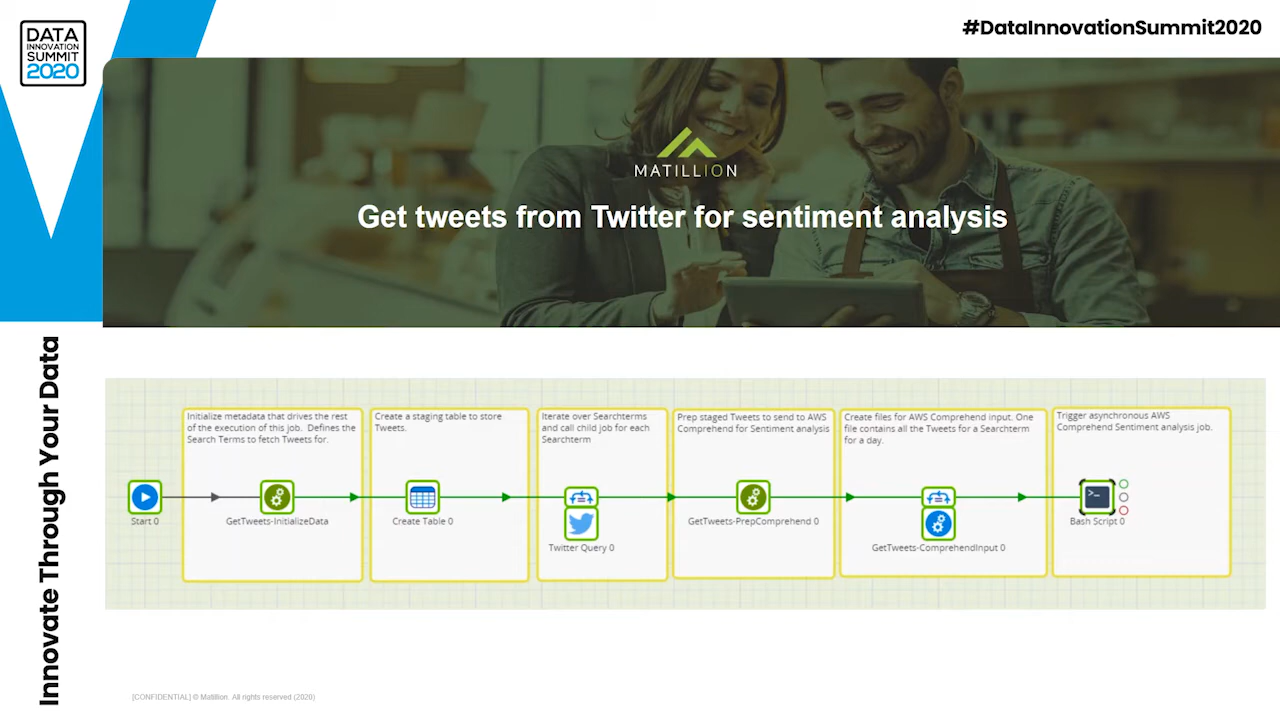 DATA
INNOVATION
SUMMIT
2020
#DataInnovationSummit2020
MATILLION
Get tweets from Twitter for sentiment analysis
Innovate Through Your Data
Initialize metadata that drives the rest
of the execution of this job. Defines the
Search Terms to fetch Tweets for.
Create a staging table to store
Tweets.
Iterate over Searchterms
and call child job for each
Searchterm
Prep staged Tweets to send to AWS
Comprehend for Sentiment analysis
Create files for AWS Comprehend input. One
file contains all the Tweets for a Searchterm
for a day.
Trigger asynchronous AWS
Comprehend Sentiment analysis job.
Start 0
GetTweets-InitializeData
Create Table 0
Twitter Query 0
GetTweets-PrepComprehend 0
GetTweets-ComprehendInput 0
Bash Script 0
[CONFIDENTIAL] © Matillion. All rights reserved (2020)